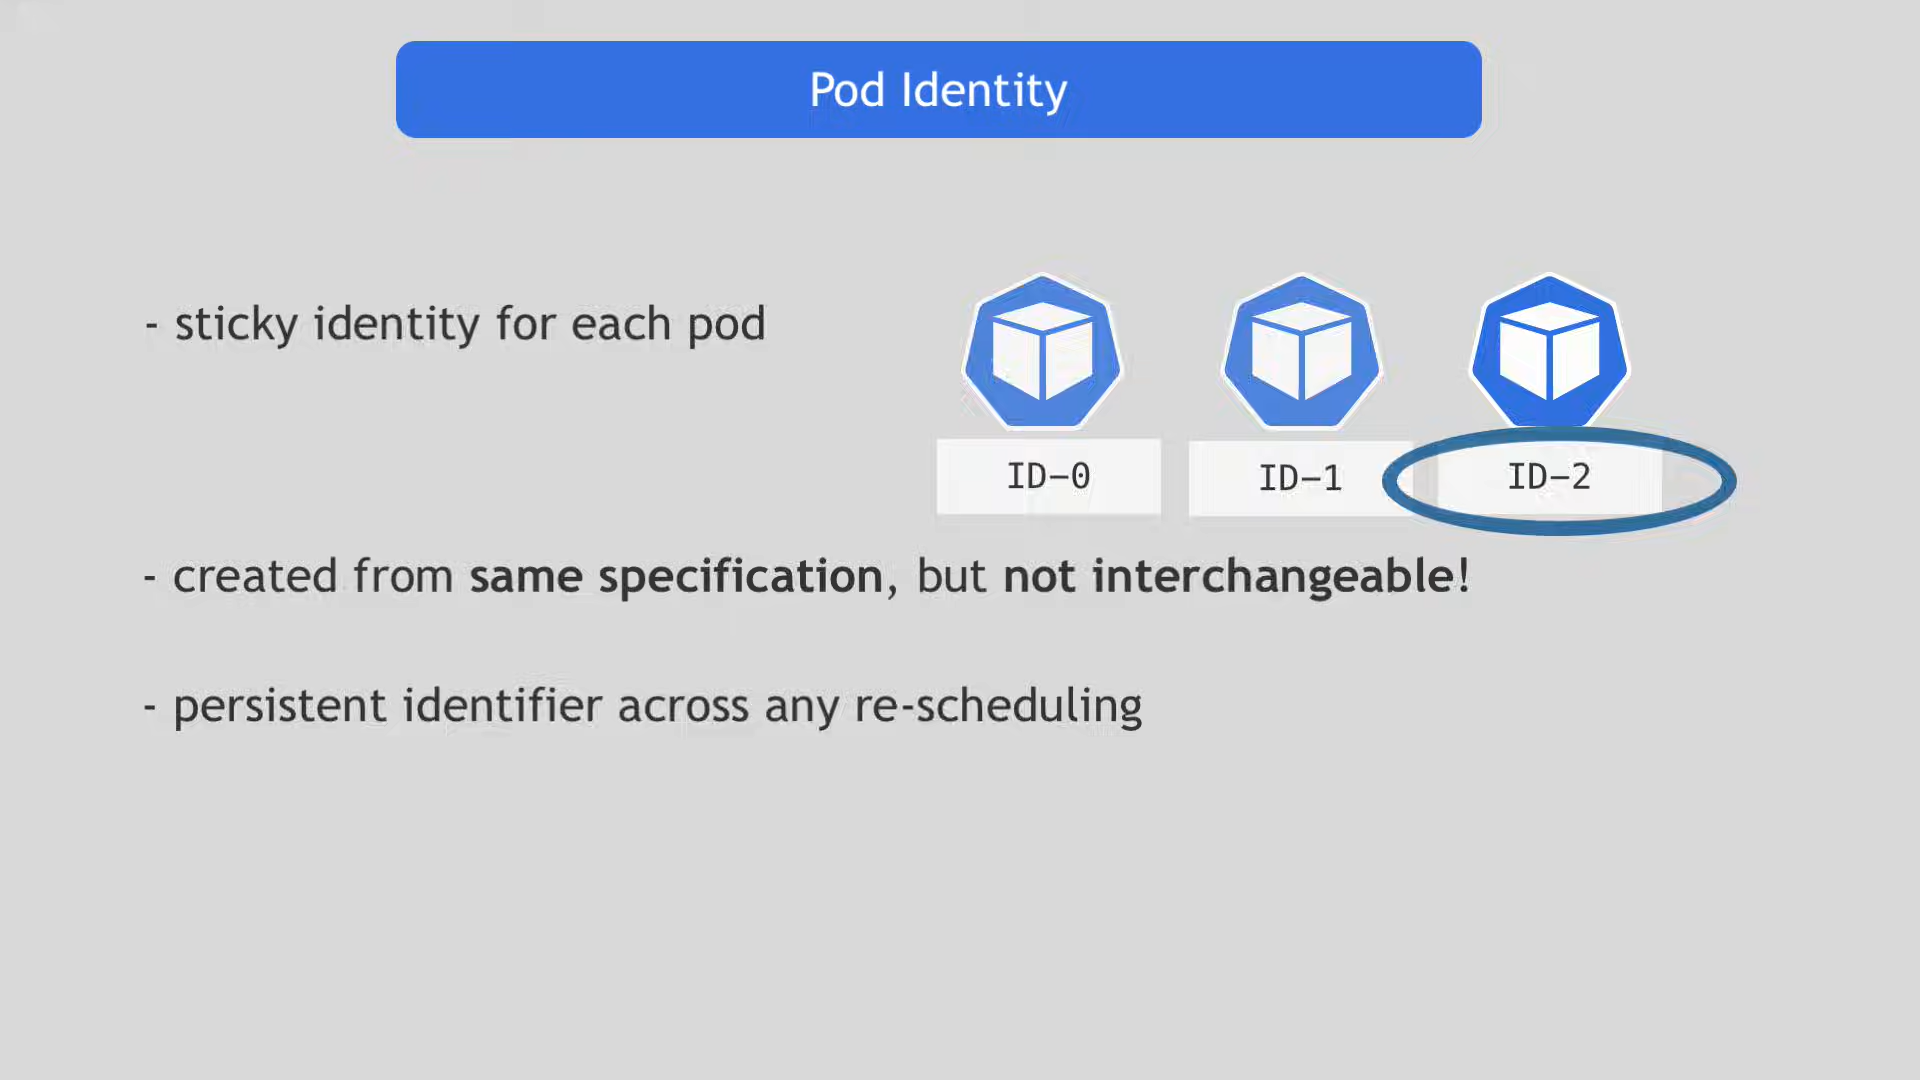 Pod Identity
- sticky identity for each pod
ID-0
ID-1
ID-2
- created from same specification, but not interchangeable!
- persistent identifier across any re-scheduling